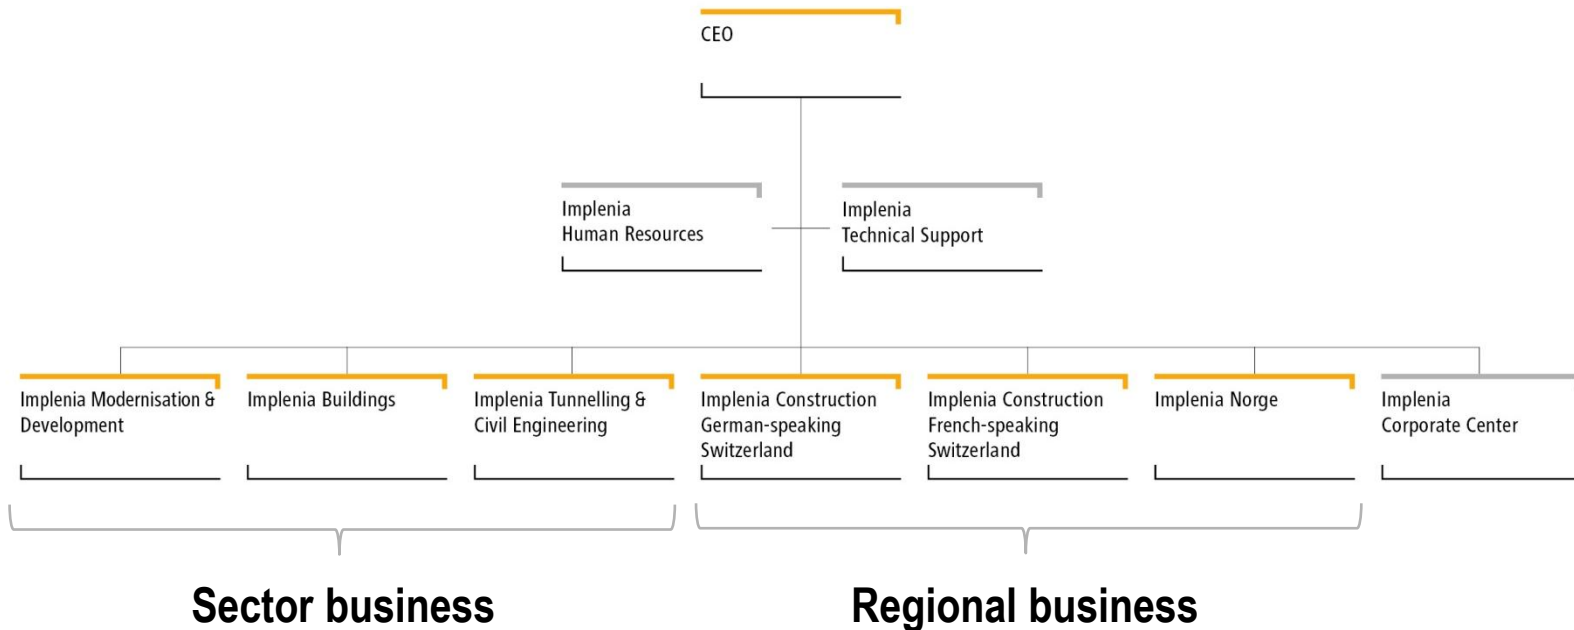 CEO
Implenia
Human Resources
Implenia
Technical Support
Implenia Modernisation &
Development
Implenia Buildings
Implenia Tunnelling &
Civil Engineering
Implenia Construction
German-speaking
Switzerland
Implenia Construction
French-speaking
Switzerland
Implenia Norge
Implenia
Corporate Center
Sector business
Regional business